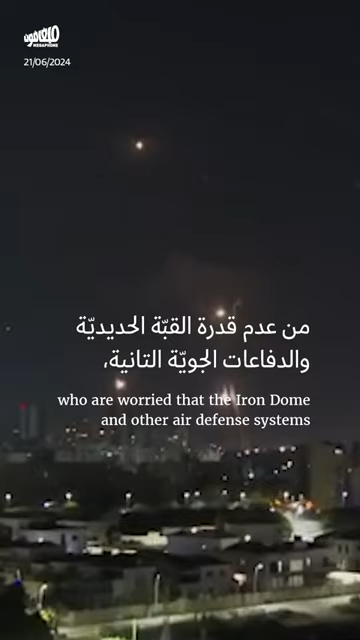 ميغافون
MEGAPHONE
21/06/2024
من عدم قدرة القبّة الحديديّة
والدفاعات الجويّة التانية،
who are worried that the Iron Dome
and other air defense systems